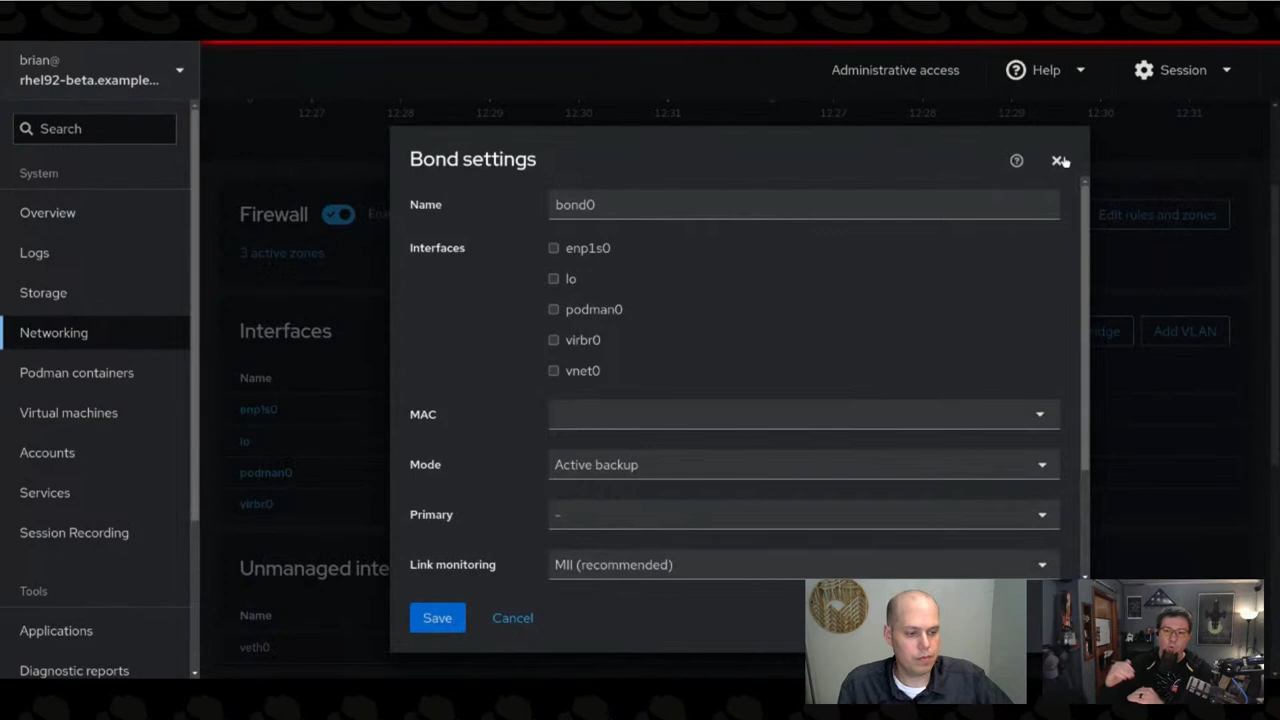 brian@
rhel92-beta.example...
Administrative access
Help
Session
Search
12:27 12:28 12:29 12:30 12:31 12:27 12:28 12:29 12:30 12:31
System
Overview
Logs
Storage
Networking
Podman containers
Virtual machines
Accounts
Services
Session Recording
Tools
Applications
Diagnostic reports
Firewall
3 active zones
Edit rules and zones
Interfaces
Add VLAN
Name
enp1s0
lo
podman0
virbr0
Unmanaged inte
Name
veth0
Bond settings
Name bond0
Interfaces enp1s0
lo
podman0
virbr0
vnet0
MAC
Mode Active backup
Primary -
Link monitoring MII (recommended)
Save Cancel